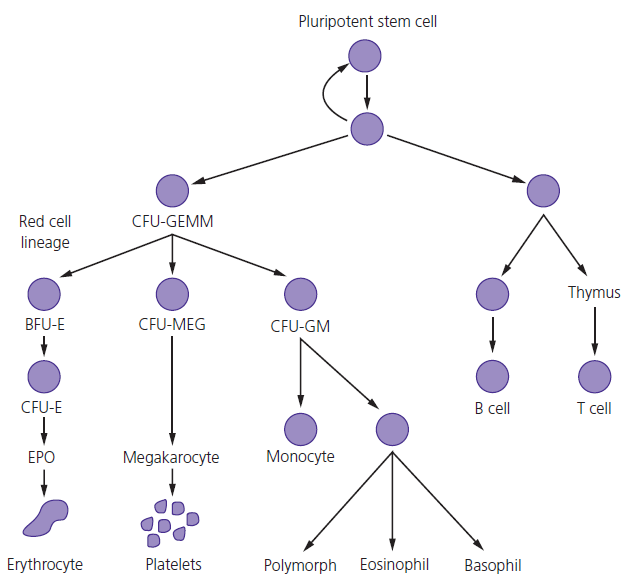 Pluripotent stem cell
Red cell
lineage
CFU-GEMM
Thymus
BFU-E
CFU-MEG
CFU-GM
CFU-E
B cell
T cell
EPO
Megakarocyte
Monocyte
Erythrocyte
Platelets
Polymorph
Eosinophil
Basophil